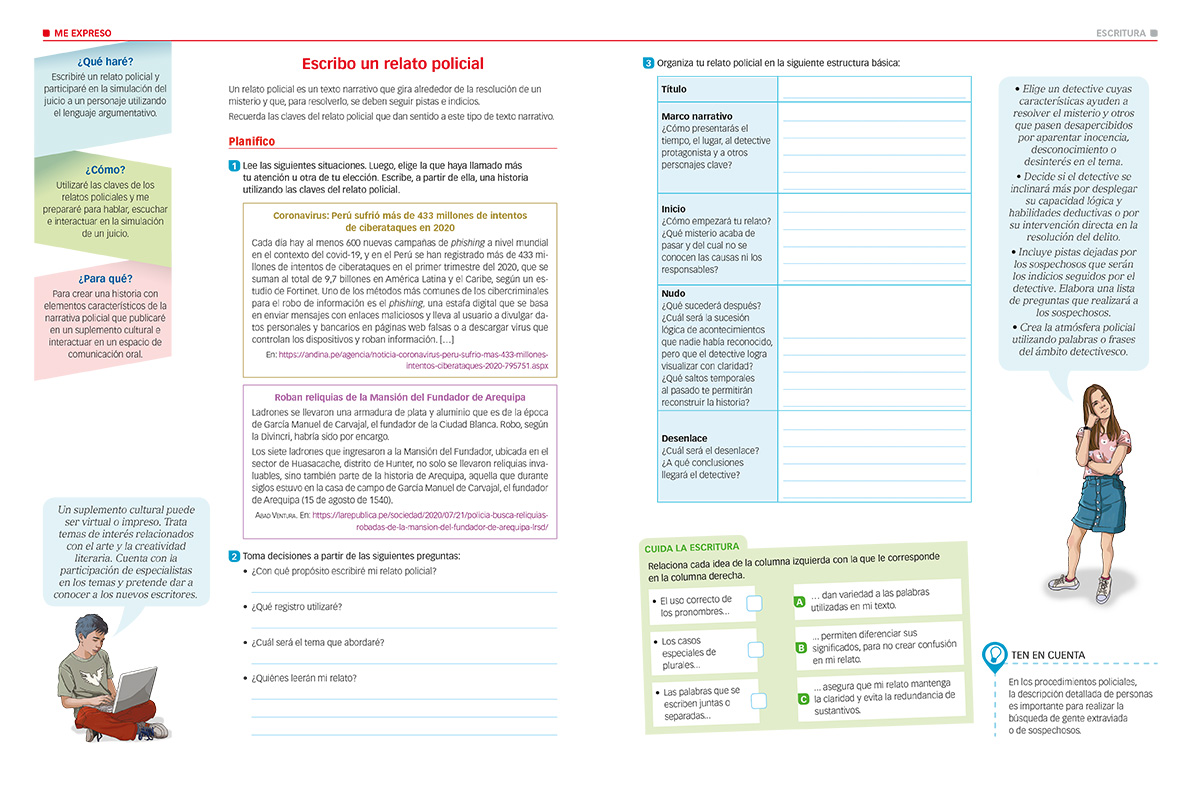 ME EXPRESO
¿Qué haré?
Escribiré un relato policial y
participaré en la simulación del
juicio a un personaje utilizando
el lenguaje argumentativo.
¿Cómo?
Utilizaré las claves de los
relatos policiales y me
prepararé para hablar, escuchar
e interactuar en la simulación
de un juicio.
¿Para qué?
Para crear una historia con
elementos característicos de la
narrativa policial que publicaré
en un suplemento cultural e
interactuar en un espacio de
comunicación oral.
Un suplemento cultural puede
ser virtual o impreso. Trata
temas de interés relacionados
con el arte y la creatividad
literaria. Cuenta con la
participación de especialistas
en los temas y pretende dar a
conocer a los nuevos escritores.
Escribo un relato policial
Un relato policial es un texto narrativo que gira alrededor de la resolución de un
misterio y que, para resolverlo, se deben seguir pistas e indicios.
Recuerda las claves del relato policial que dan sentido a este tipo de texto narrativo.
Planifico
1 Lee las siguientes situaciones. Luego, elige la que haya llamado más
tu atención u otra de tu elección. Escribe, a partir de ella, una historia
utilizando las claves del relato policial.
Coronavirus: Perú sufrió más de 433 millones de intentos
de ciberataques en 2020
Cada día hay al menos 600 nuevas campañas de phishing a nivel mundial
en el contexto del covid-19, y en el Perú se han registrado más de 433 mi-
llones de intentos de ciberataques en el primer trimestre del 2020, que se
suman al total de 9,7 billones en América Latina y el Caribe, según un es-
tudio de Fortinet. Uno de los métodos más comunes de los cibercriminales
para el robo de información es el phishing, una estafa digital que se basa
en enviar mensajes con enlaces maliciosos y lleva al usuario a divulgar da-
tos personales y bancarios en páginas web falsas o a descargar virus que
controlan los dispositivos y roban información. [...]
En: https://andina.pe/agencia/noticia-coronavirus-peru-sufrio-mas-433-millones-
intentos-ciberataques-2020-795751.aspx
Roban reliquias de la Mansión del Fundador de Arequipa
Ladrones se llevaron una armadura de plata y aluminio que es de la época
de García Manuel de Carvajal, el fundador de la Ciudad Blanca. Robo, según
la Divincri, habría sido por encargo.
Los siete ladrones que ingresaron a la Mansión del Fundador, ubicada en el
sector de Huasacache, distrito de Hunter, no solo se llevaron reliquias inva-
luables, sino también parte de la historia de Arequipa, aquella que durante
siglos estuvo en la casa de campo de García Manuel de Carvajal, el fundador
de Arequipa (15 de agosto de 1540).
Abad Ventura. En: https://larepublica.pe/sociedad/2020/07/21/policia-busca-reliquias-
robadas-de-la-mansion-del-fundador-de-arequipa-lrsd/
2 Toma decisiones a partir de las siguientes preguntas:
• ¿Con qué propósito escribiré mi relato policial?
• ¿Qué registro utilizaré?
• ¿Cuál será el tema que abordaré?
• ¿Quiénes leerán mi relato?
ESCRITURA
3 Organiza tu relato policial en la siguiente estructura básica:
Título
Marco narrativo
¿Cómo presentarás el
tiempo, el lugar, al detective
protagonista y a otros
personajes clave?
Inicio
¿Cómo empezará tu relato?
¿Qué misterio acaba de
pasar y del cual no se
conocen las causas ni los
responsables?
Nudo
¿Qué sucederá después?
¿Cuál será la sucesión
lógica de acontecimientos
que nadie había reconocido,
pero que el detective logra
visualizar con claridad?
¿Qué saltos temporales
al pasado te permitirán
reconstruir la historia?
Desenlace
¿Cuál será el desenlace?
¿A qué conclusiones
llegará el detective?
• Elige un detective cuyas
características ayuden a
resolver el misterio y otros
que pasen desapercibidos
por aparentar inocencia,
desconocimiento o
desinterés en el tema.
• Decide si el detective se
inclinará más por desplegar
su capacidad lógica y
habilidades deductivas o por
su intervención directa en la
resolución del delito.
• Incluye pistas dejadas por
los sospechosos que serán
los indicios seguidos por el
detective. Elabora una lista
de preguntas que realizará a
los sospechosos.
• Crea la atmósfera policial
utilizando palabras o frases
del ámbito detectivesco.
CUIDA LA ESCRITURA
Relaciona cada idea de la columna izquierda con la que le corresponde
en la columna derecha.
• El uso correcto de
los pronombres...
• Los casos
especiales de
plurales...
• Las palabras que se
escriben juntas o
separadas...
A ... dan variedad a las palabras
utilizadas en mi texto.
B ... permiten diferenciar sus
significados, para no crear confusión
en mi relato.
C ... asegura que mi relato mantenga
la claridad y evita la redundancia de
sustantivos.
TEN EN CUENTA
En los procedimientos policiales,
la descripción detallada de personas
es importante para realizar la
búsqueda de gente extraviada
o de sospechosos.